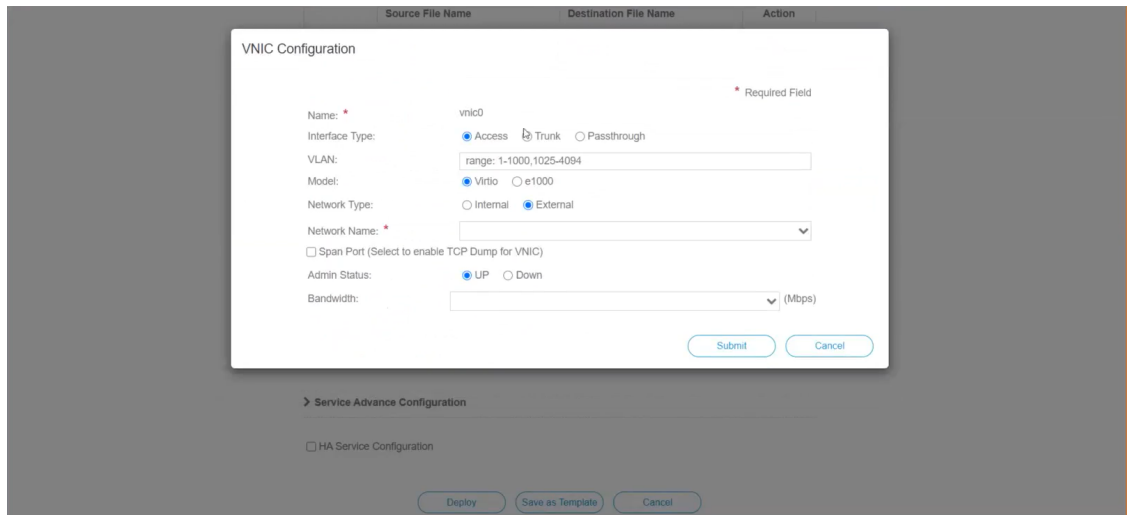 Source File Name Destination File Name Action
VNIC Configuration
* Required Field
Name: * vnic0
Interface Type: Access Trunk Passthrough
VLAN: range: 1-1000,1025-4094
Model: Virtio e1000
Network Type: Internal External
Network Name: *
Span Port (Select to enable TCP Dump for VNIC)
Admin Status: UP Down
Bandwidth: (Mbps)
Submit Cancel
Service Advance Configuration
HA Service Configuration
Deploy Save as Template Cancel